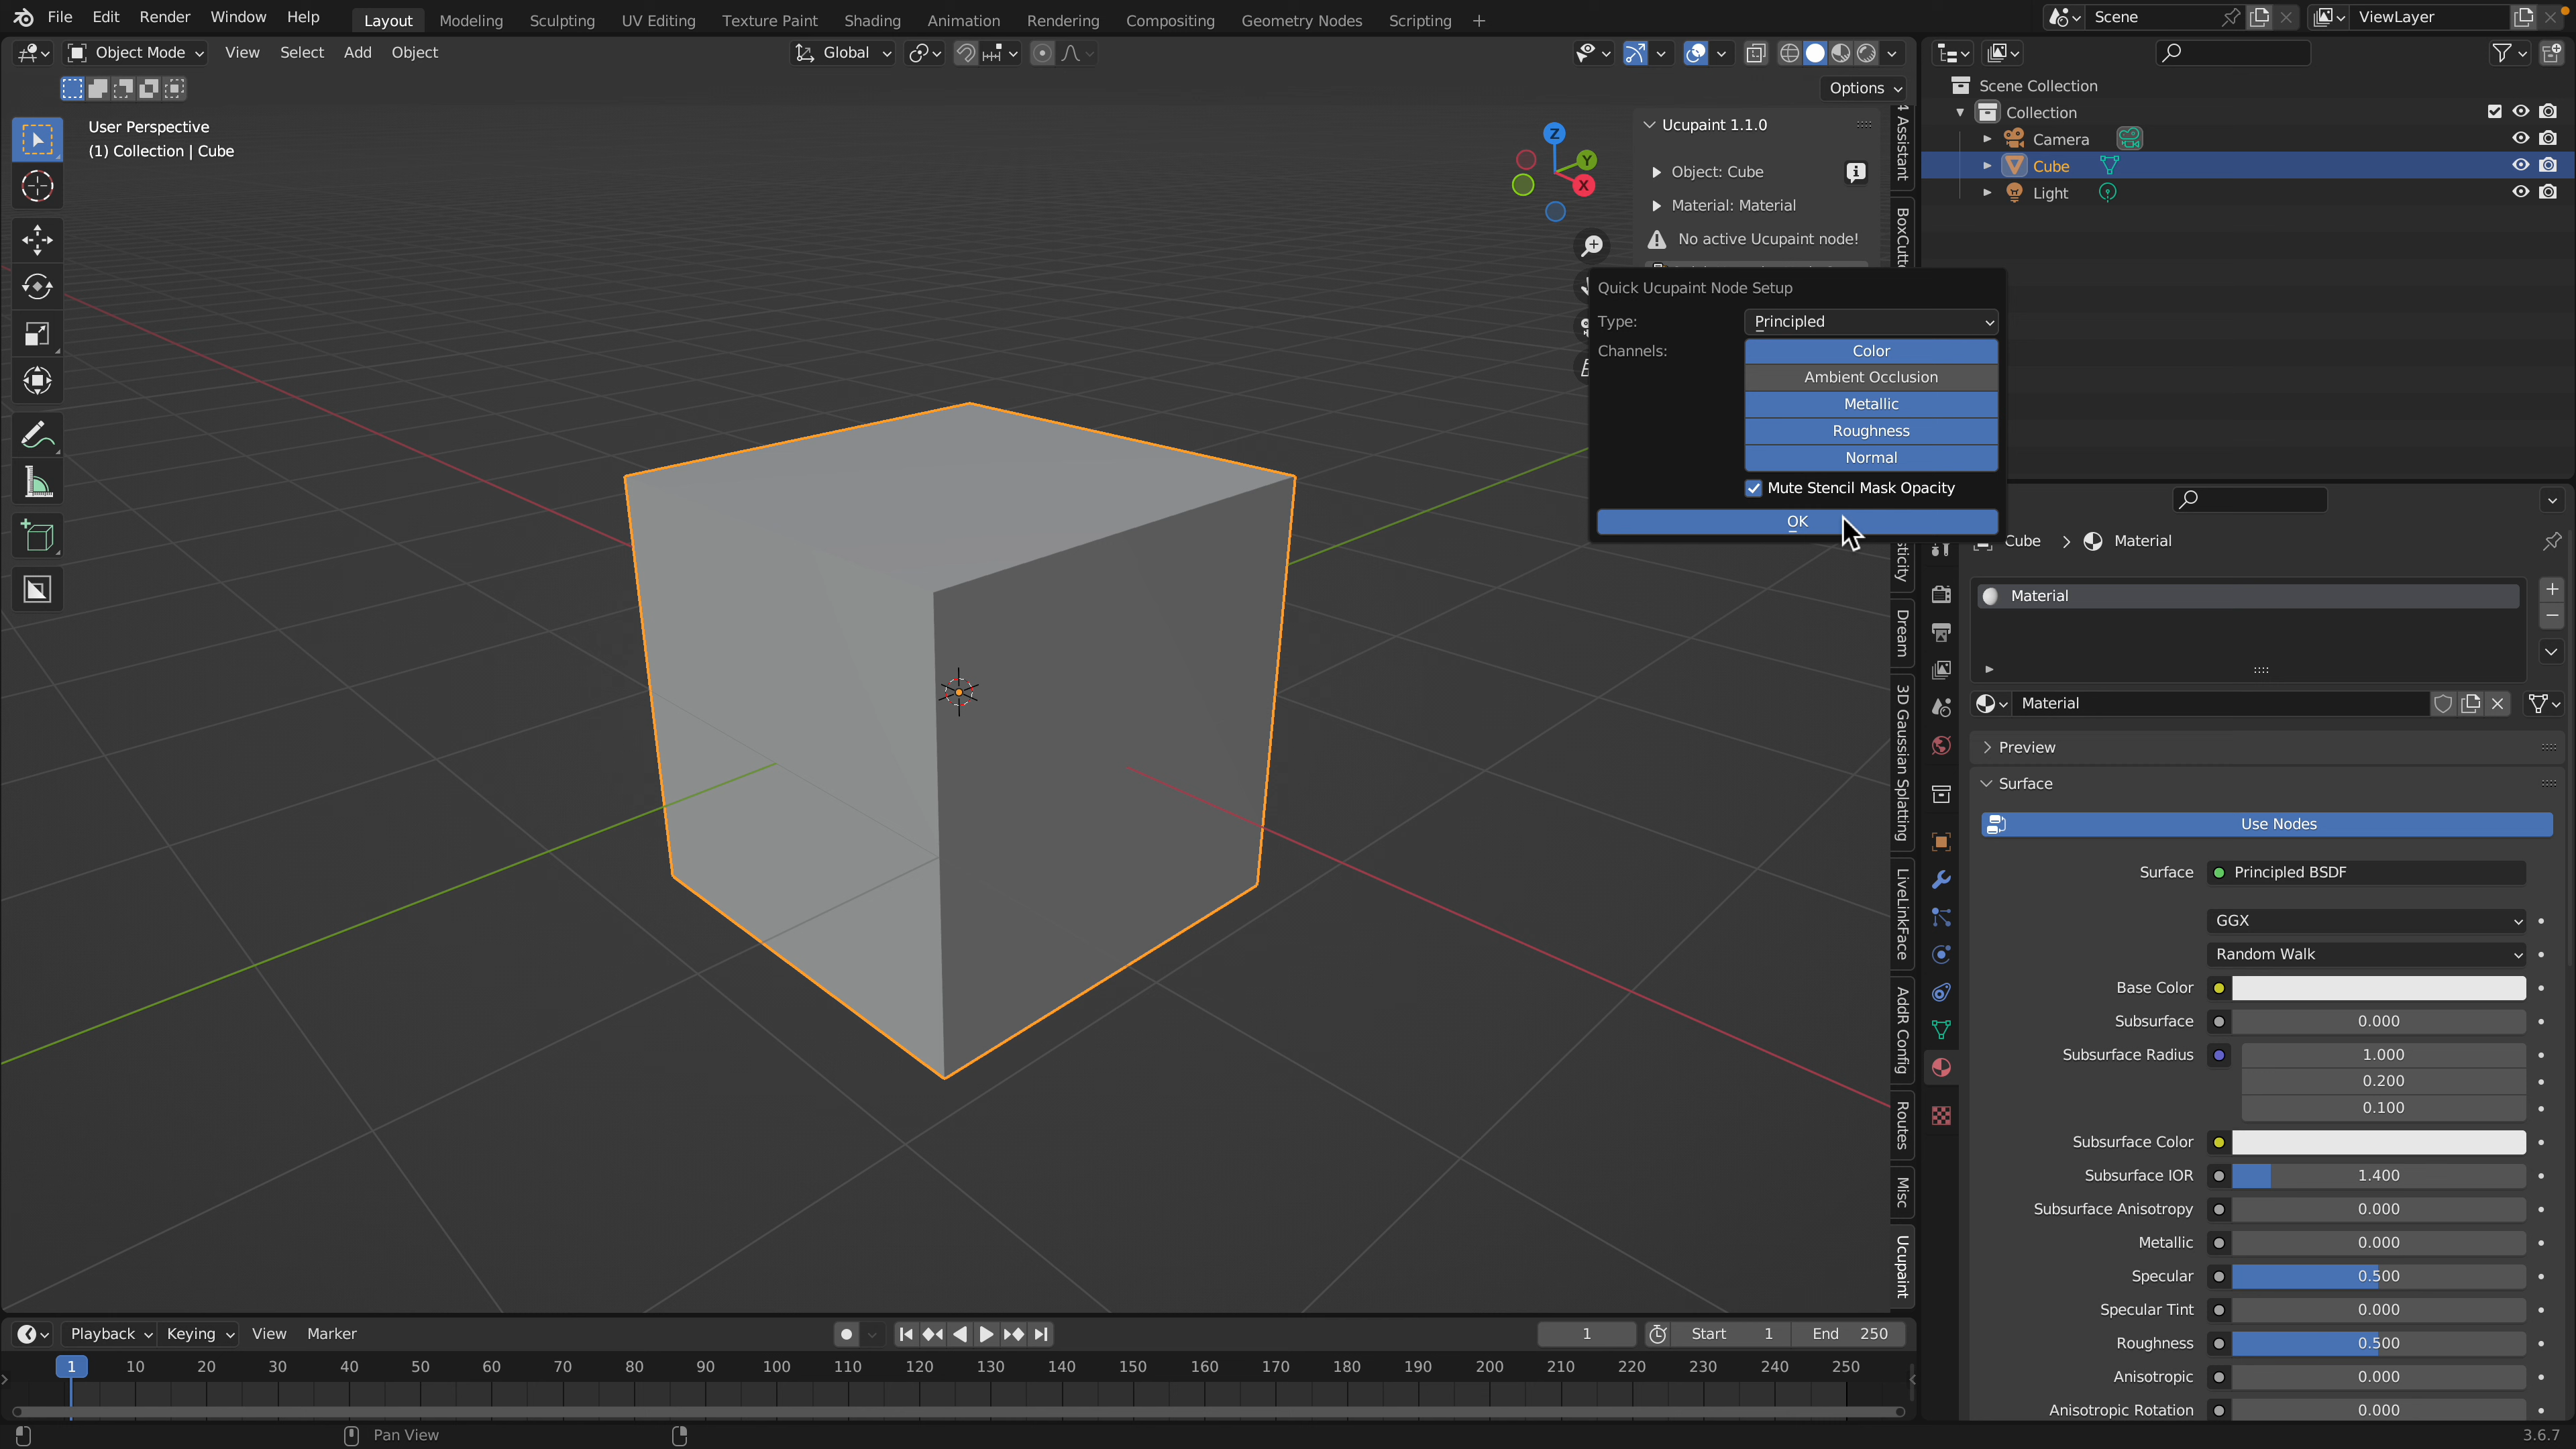 File Edit Render Window Help
Layout Modeling Sculpting UV Editing Texture Paint Shading Animation Rendering Compositing Geometry Nodes Scripting +
Scene
ViewLayer
Object Mode View Select Add Object
Global
Options
User Perspective
(1) Collection | Cube
Z
Y
X
Ucupaint 1.1.0
Object: Cube
Material: Material
No active Ucupaint node!
Quick Ucupaint Node Setup
Type: Principled
Channels: Color
Ambient Occlusion
Metallic
Roughness
Normal
Mute Stencil Mask Opacity
OK
Assistant
Dream
3D Gaussian Splatting
LiveLinkFace
AddR Config
Routes
Misc
Ucupaint
Scene Collection
Collection
Camera
Cube
Light
Cube > Material
Material
Material
Preview
Surface
Use Nodes
Surface Principled BSDF
GGX
Random Walk
Base Color
Subsurface 0.000
Subsurface Radius 1.000
0.200
0.100
Subsurface Color
Subsurface IOR 1.400
Subsurface Anisotropy 0.000
Metallic 0.000
Specular 0.500
Specular Tint 0.000
Roughness 0.500
Anisotropic 0.000
Anisotropic Rotation 0.000
Playback Keying View Marker
1 Start 1 End 250
1 10 20 30 40 50 60 70 80 90 100 110 120 130 140 150 160 170 180 190 200 210 220 230 240 250
Pan View
3.6.7